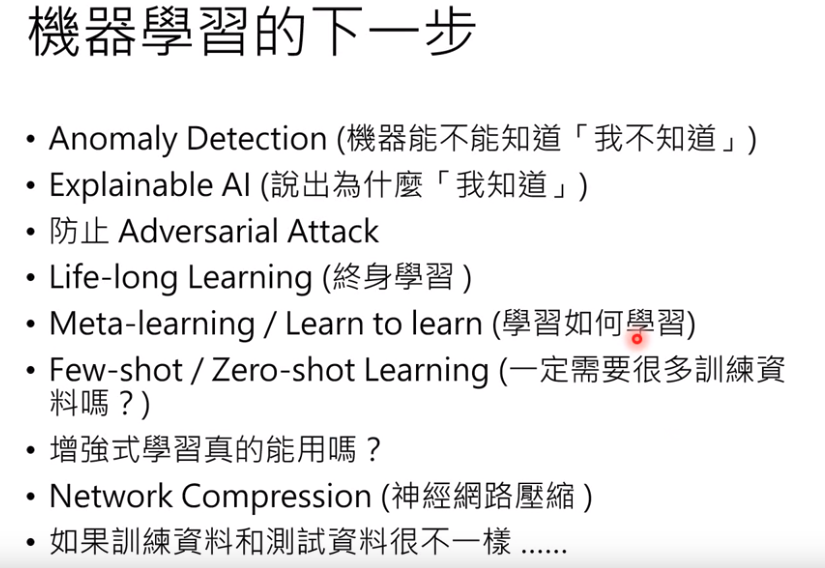 機器學習的下一步
• Anomaly Detection (機器能不能知道「我不知道」)
• Explainable AI (說出為什麼「我知道」)
• 防止 Adversarial Attack
• Life-long Learning (終身學習 )
• Meta-learning / Learn to learn (學習如何學習)
• Few-shot / Zero-shot Learning (一定需要很多訓練資
料嗎？)
• 增強式學習真的能用嗎？
• Network Compression (神經網路壓縮 )
• 如果訓練資料和測試資料很不一樣 ......